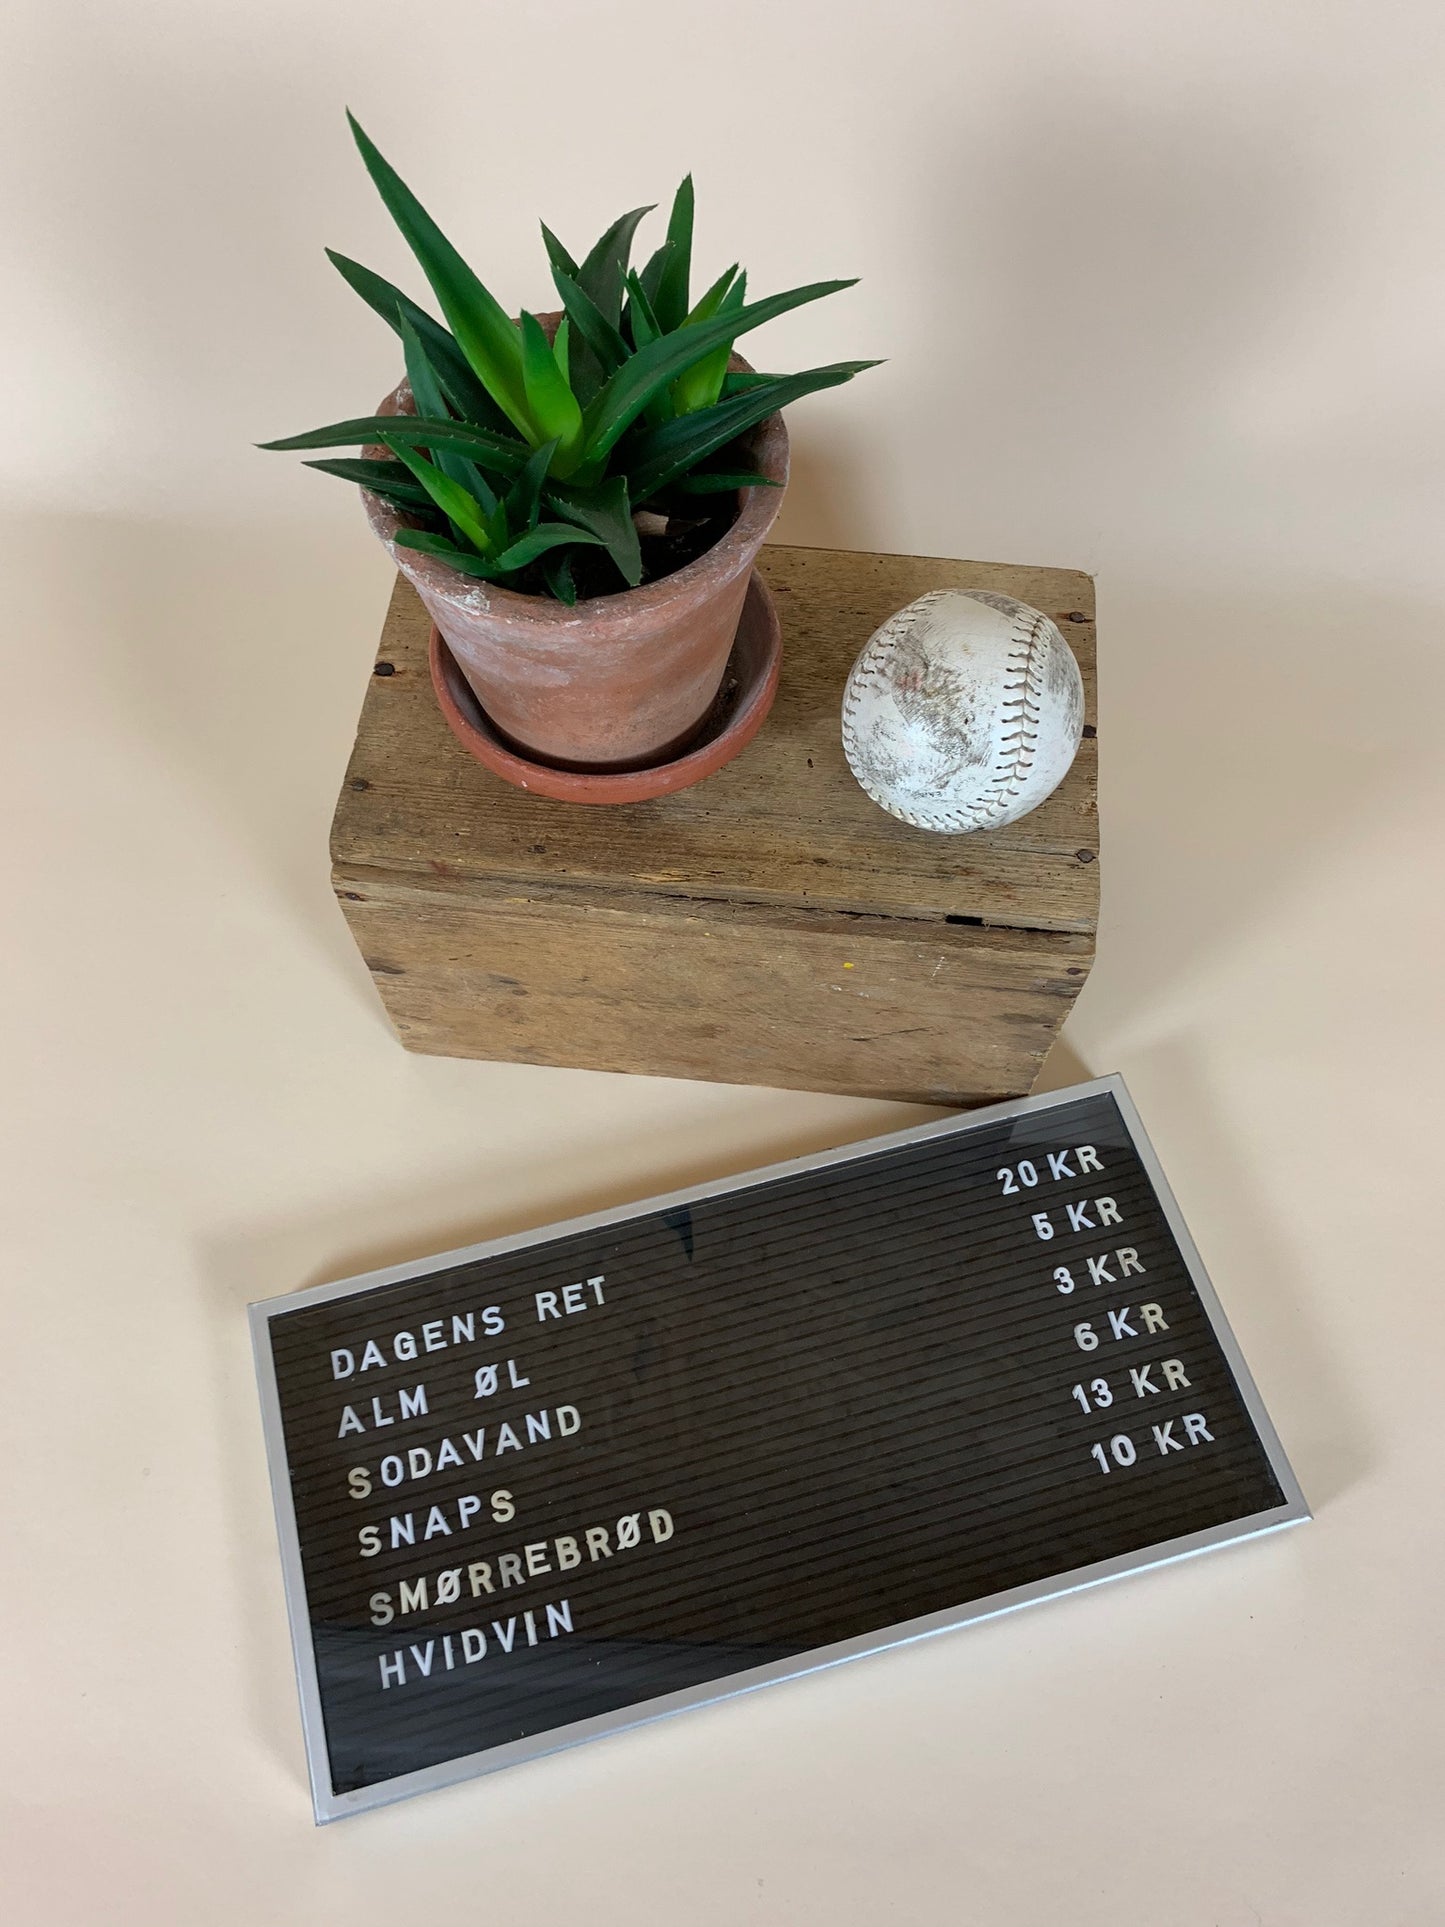 DAGENS RET 20 KR
ALM ØL 5 KR
SODAVAND 3 KR
SNAPS 6 KR
SMØRREBRØD 13 KR
HVIDVIN 10 KR